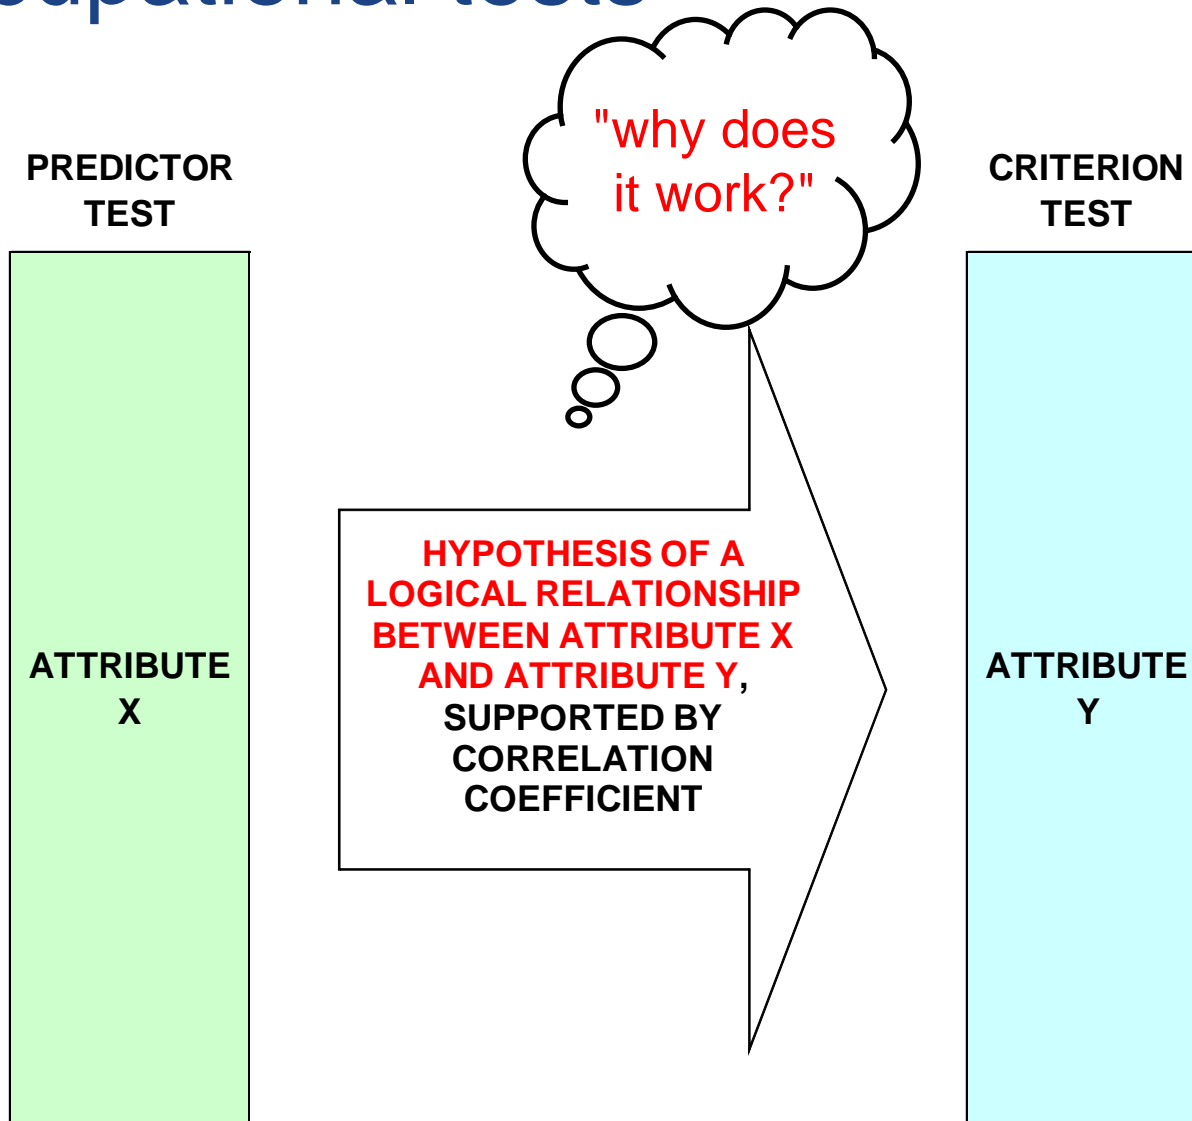 tests
"why does
it work?"
PREDICTOR
TEST
CRITERION
TEST
HYPOTHESIS OF A
LOGICAL RELATIONSHIP
BETWEEN ATTRIBUTE X
AND ATTRIBUTE Y,
SUPPORTED BY
CORRELATION
COEFFICIENT
ATTRIBUTE
X
ATTRIBUTE
Y